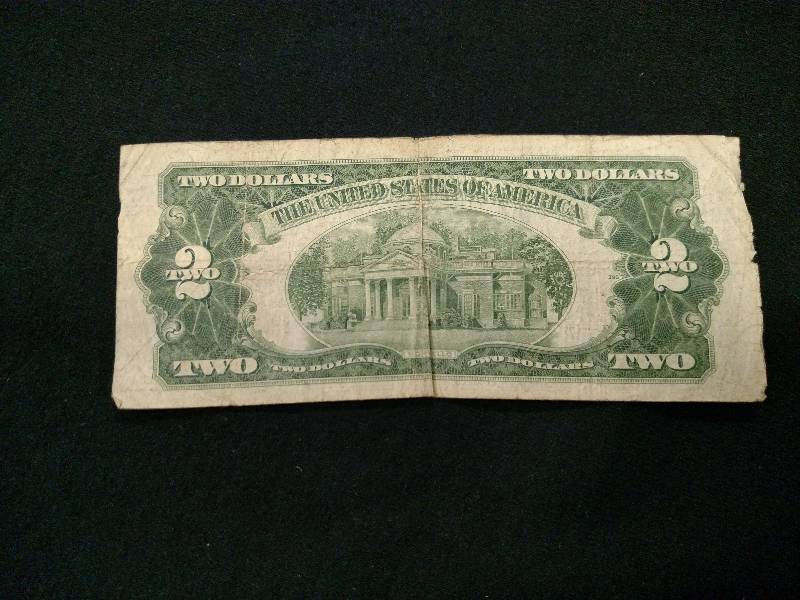 TWO DOLLARS TWO DOLLARS
THE UNITED STATES OF AMERICA
2 2
TWO TWO
TWO TWO DOLLARS TWO DOLLARS TWO